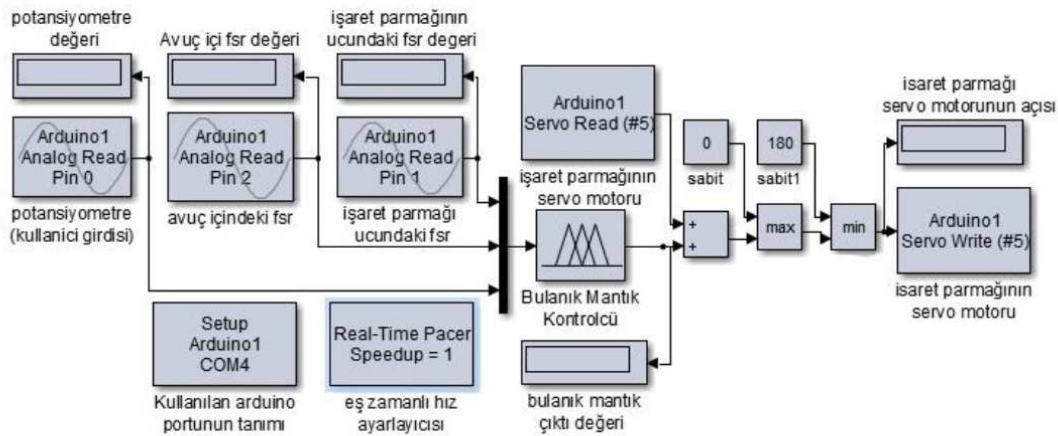 potansiyometre
değeri
Avuç içi fsr değeri
işaret parmağının
ucundaki fsr degeri
Arduino1
Analog Read
Pin 0
Arduino1
Analog Read
Pin 2
Arduino1
Analog Read
Pin 1
potansiyometre
(kullanici girdisi)
avuç içindeki fsr
işaret parmağı
ucundaki fsr
Arduino1
Servo Read (#5)
işaret parmağının
servo motoru
0
sabit
180
sabit1
isaret parmağı
servo motorunun açısı
+
+
max
min
Arduino1
Servo Write (#5)
isaret parmağının
servo motoru
Bulanık Mantık
Kontrolcü
Setup
Arduino1
COM4
Kullanılan arduino
portunun tanımı
Real-Time Pacer
Speedup = 1
eş zamanlı hız
ayarlayıcısı
bulanık mantık
çıktı değeri